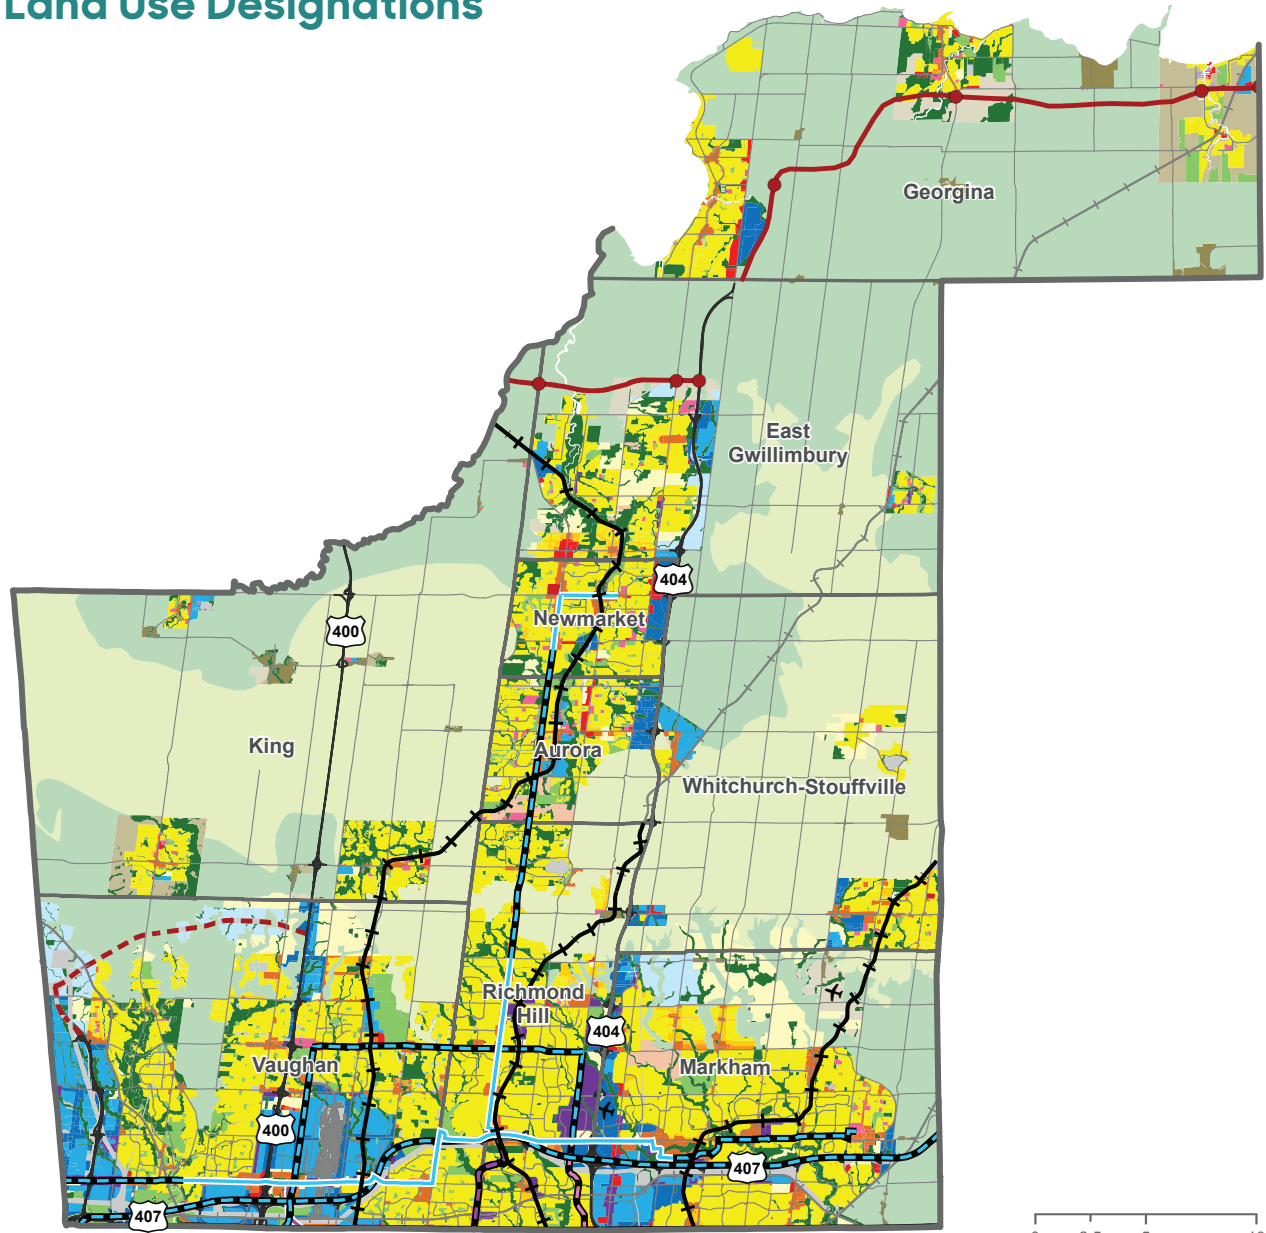 Land Use Designations
Georgina
East
Gwillimbury
404
Newmarket
400
King
Aurora
Whitchurch-Stouffville
Richmond
Hill
404
Vaughan
Markham
400
407
407